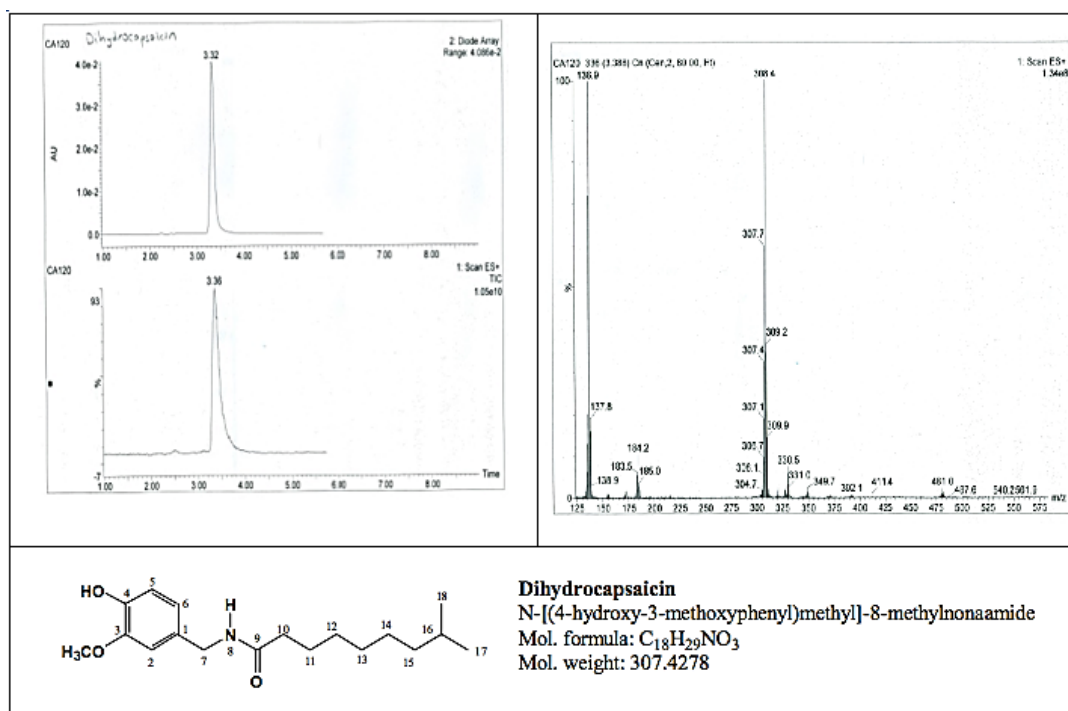 CA120 Dihydrocapsaicin
2: Diode Array
Range: 4.086e-2
3.32
4.0e-2
3.0e-2
AU
2.0e-2
1.0e-2
0.0
1.00 2.00 3.00 4.00 5.00 6.00 7.00 8.00
CA120
1: Scan ES+
TIC
1.05e10
3.36
93
%
-7
Time
1.00 2.00 3.00 4.00 5.00 6.00 7.00 8.00
1: Scan ES+
100
136.9
308.4
307.7
%
309.2
307.4
137.8
307.1
309.9
306.7
184.2
183.5
185.0
330.5
306.1
331.0
138.9
304.7
349.7
411.4
481.0
0
m/z
125 150 175 200 225 250 275 300 325 350 375 400 425 450 475 500 525 550 575
HO
H₃CO
H
N
O
1
2
3
4
5
6
7
8
9
10
11
12
13
14
15
16
17
18
Dihydrocapsaicin
N-[(4-hydroxy-3-methoxyphenyl)methyl]-8-methylnonaamide
Mol. formula: C₁₈H₂₉NO₃
Mol. weight: 307.4278